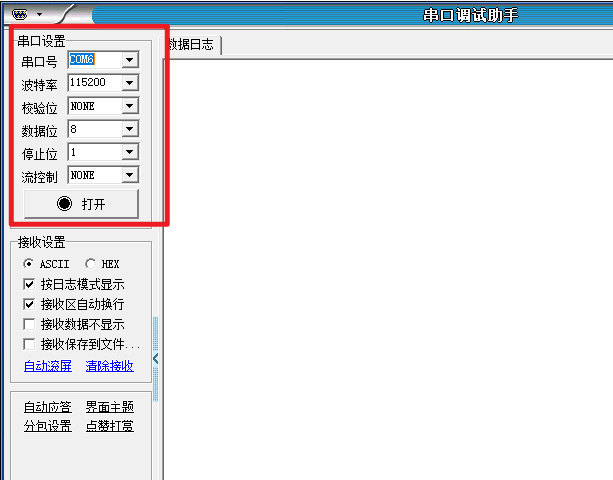 串口调试助手
串口设置
串口号 COM6
波特率 115200
校验位 NONE
数据位 8
停止位 1
流控制 NONE
打开
数据日志
接收设置
ASCII HEX
按日志模式显示
接收区自动换行
接收数据不显示
接收保存到文件...
自动滚屏 清除接收
自动应答 界面主题
分包设置 点赞打赏